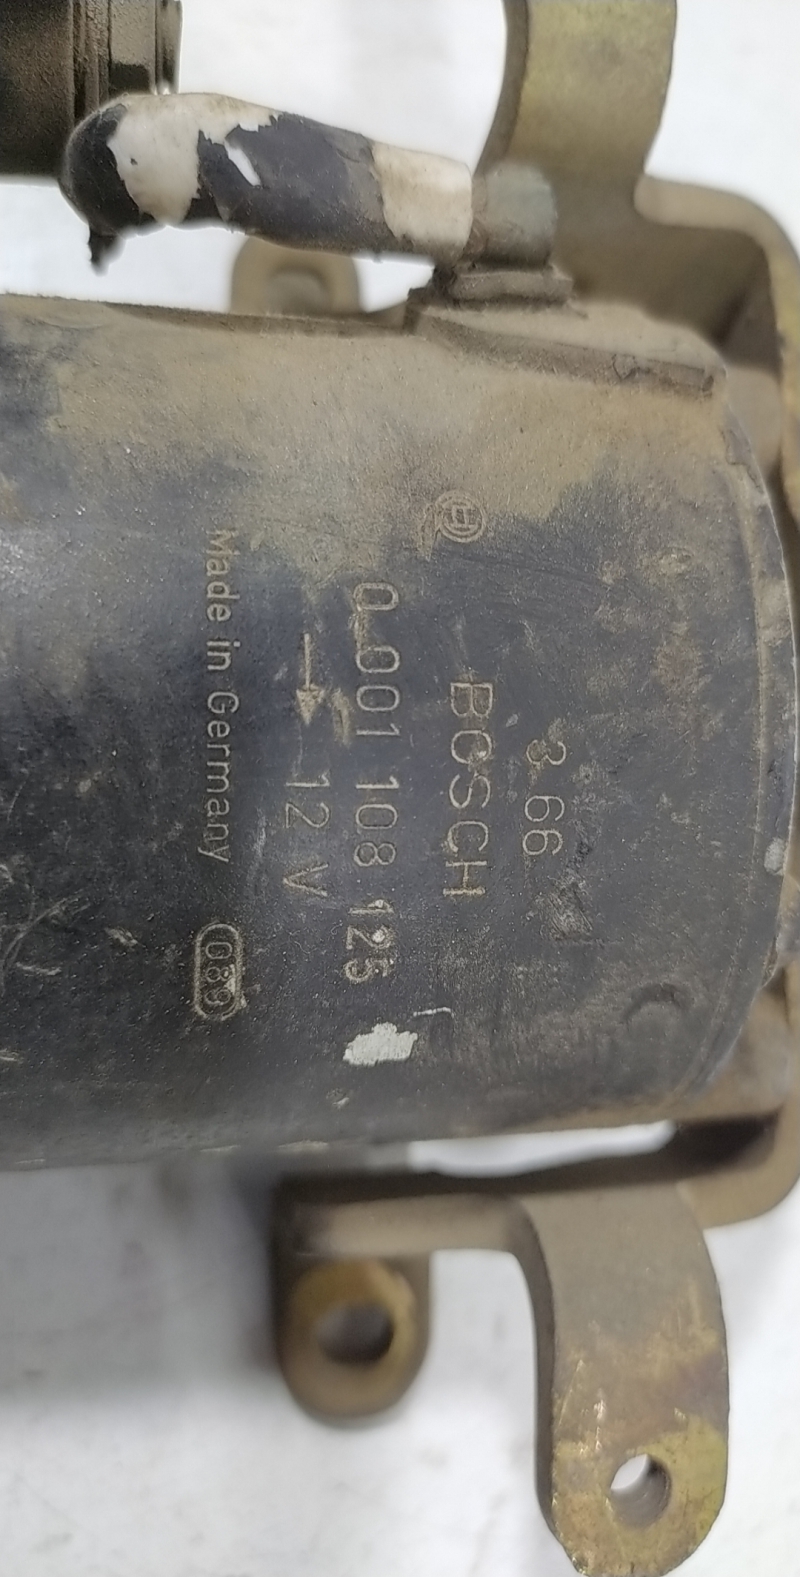 3 66
BOSCH
0 001 108 125
12 V
Made in Germany 089